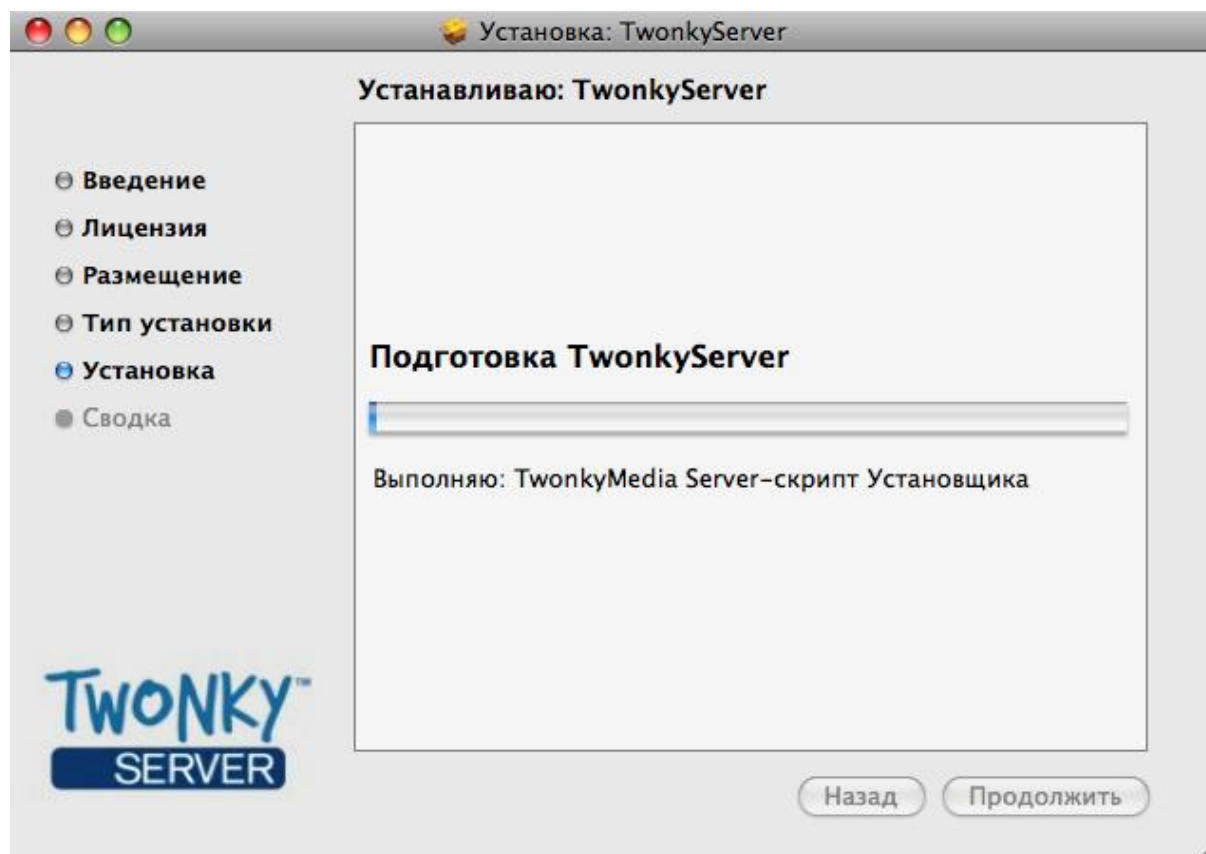 Установка: TwonkyServer
Устанавливаю: TwonkyServer
Введение
Лицензия
Размещение
Тип установки
Установка
Сводка
Подготовка TwonkyServer
Выполняю: TwonkyMedia Server-скрипт Установщика
TWONKY™
SERVER
Назад
Продолжить